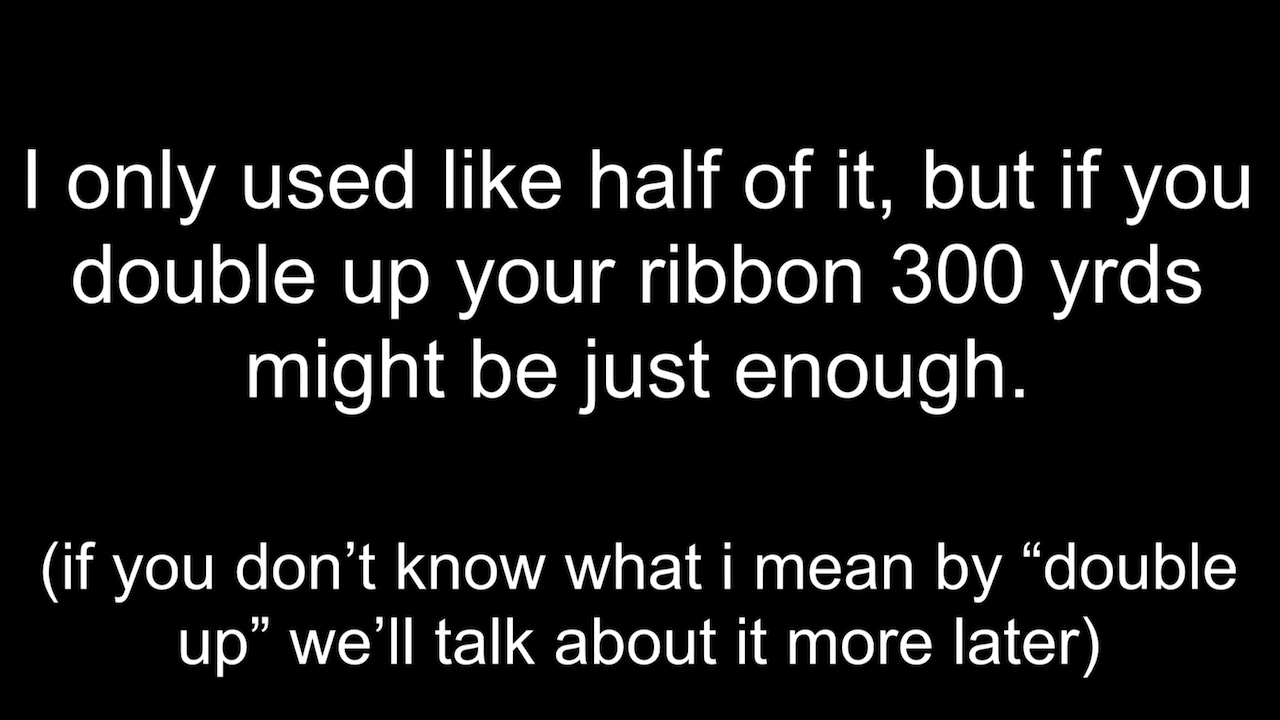 I only used like half of it, but if you
double up your ribbon 300 yrds
might be just enough.
(if you don’t know what i mean by “double
up” we’ll talk about it more later)